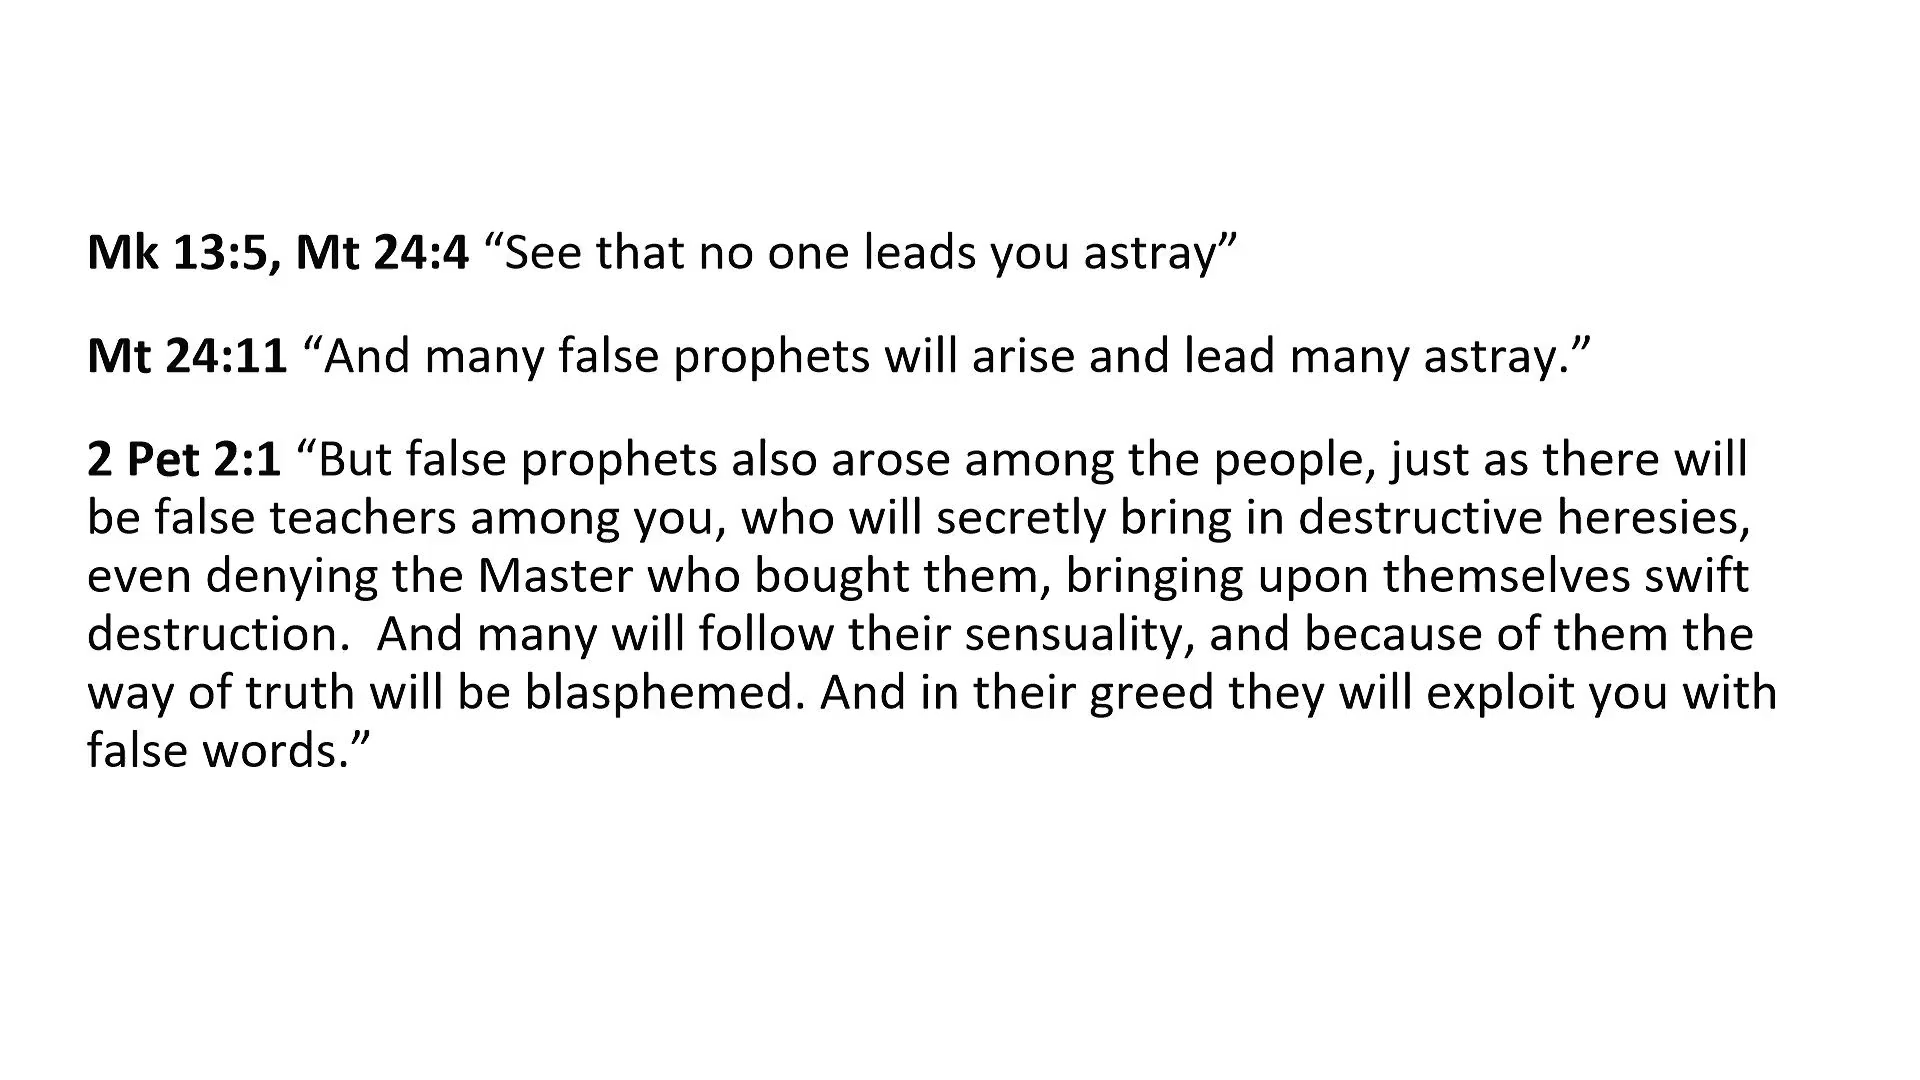 Mk 13:5, Mt 24:4 “See that no one leads you astray”
Mt 24:11 “And many false prophets will arise and lead many astray.”
2 Pet 2:1 “But false prophets also arose among the people, just as there will
be false teachers among you, who will secretly bring in destructive heresies,
even denying the Master who bought them, bringing upon themselves swift
destruction.  And many will follow their sensuality, and because of them the
way of truth will be blasphemed. And in their greed they will exploit you with
false words.”